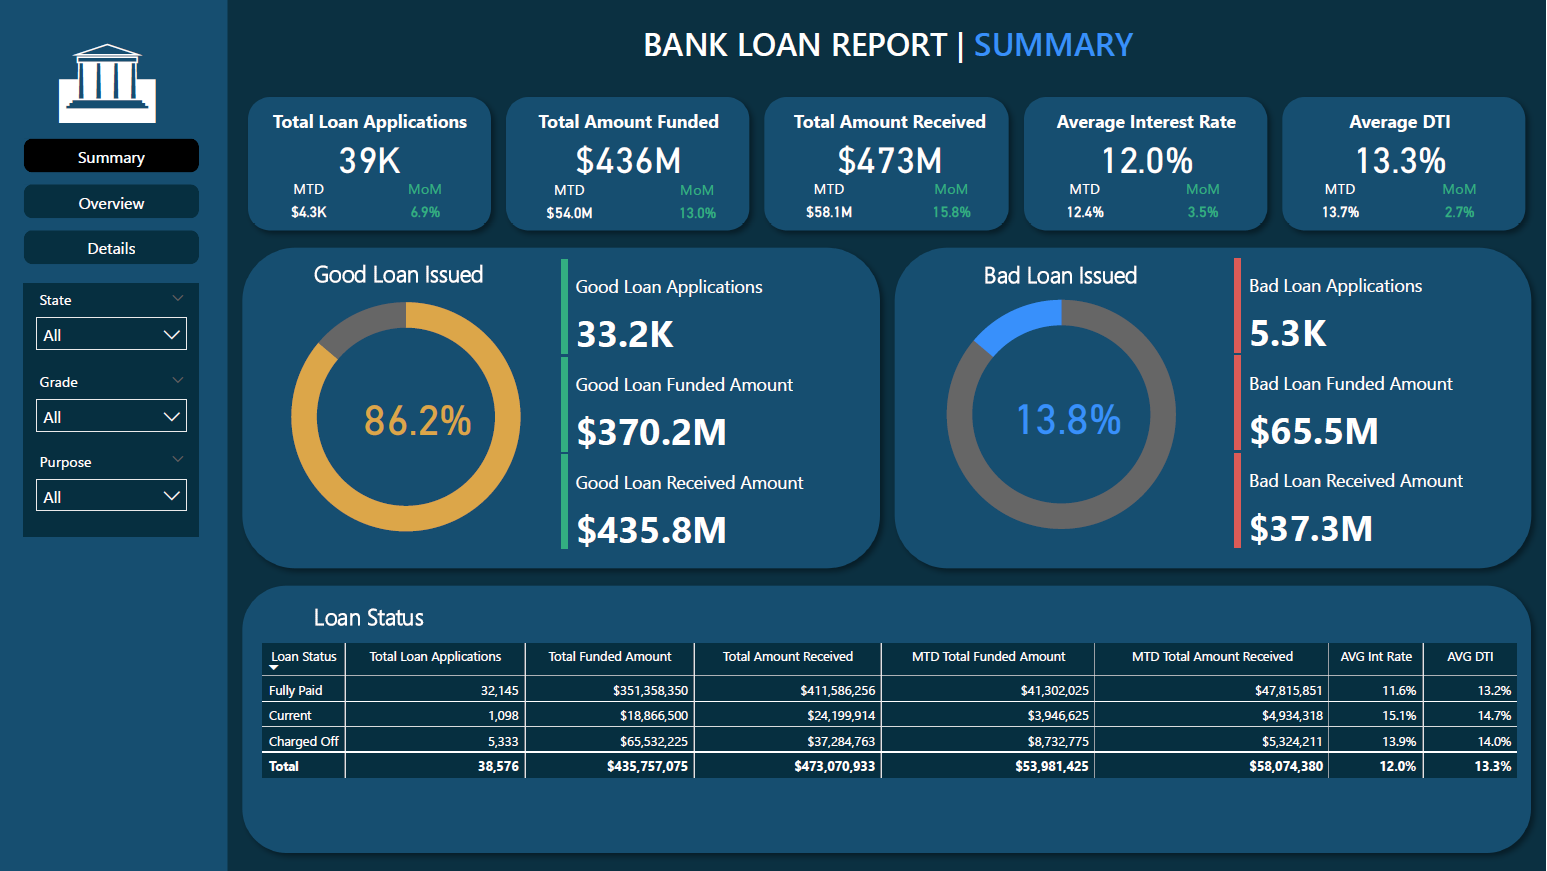 BANK LOAN REPORT | SUMMARY
Summary
Overview
Details
State
All
Grade
All
Purpose
All
Total Loan Applications
39K
MTD MoM
$4.3K 6.9%
Total Amount Funded
$436M
MTD MoM
$54.0M 13.0%
Total Amount Received
$473M
MTD MoM
$58.1M 15.8%
Average Interest Rate
12.0%
MTD MoM
12.4% 3.5%
Average DTI
13.3%
MTD MoM
13.7% 2.7%
Good Loan Issued
86.2%
Good Loan Applications
33.2K
Good Loan Funded Amount
$370.2M
Good Loan Received Amount
$435.8M
Bad Loan Issued
13.8%
Bad Loan Applications
5.3K
Bad Loan Funded Amount
$65.5M
Bad Loan Received Amount
$37.3M
Loan Status
Loan Status Total Loan Applications Total Funded Amount Total Amount Received MTD Total Funded Amount MTD Total Amount Received AVG Int Rate AVG DTI
Fully Paid 32,145 $351,358,350 $411,586,256 $41,302,025 $47,815,851 11.6% 13.2%
Current 1,098 $18,866,500 $24,199,914 $3,946,625 $4,934,318 15.1% 14.7%
Charged Off 5,333 $65,532,225 $37,284,763 $8,732,775 $5,324,211 13.9% 14.0%
Total 38,576 $435,757,075 $473,070,933 $53,981,425 $58,074,380 12.0% 13.3%